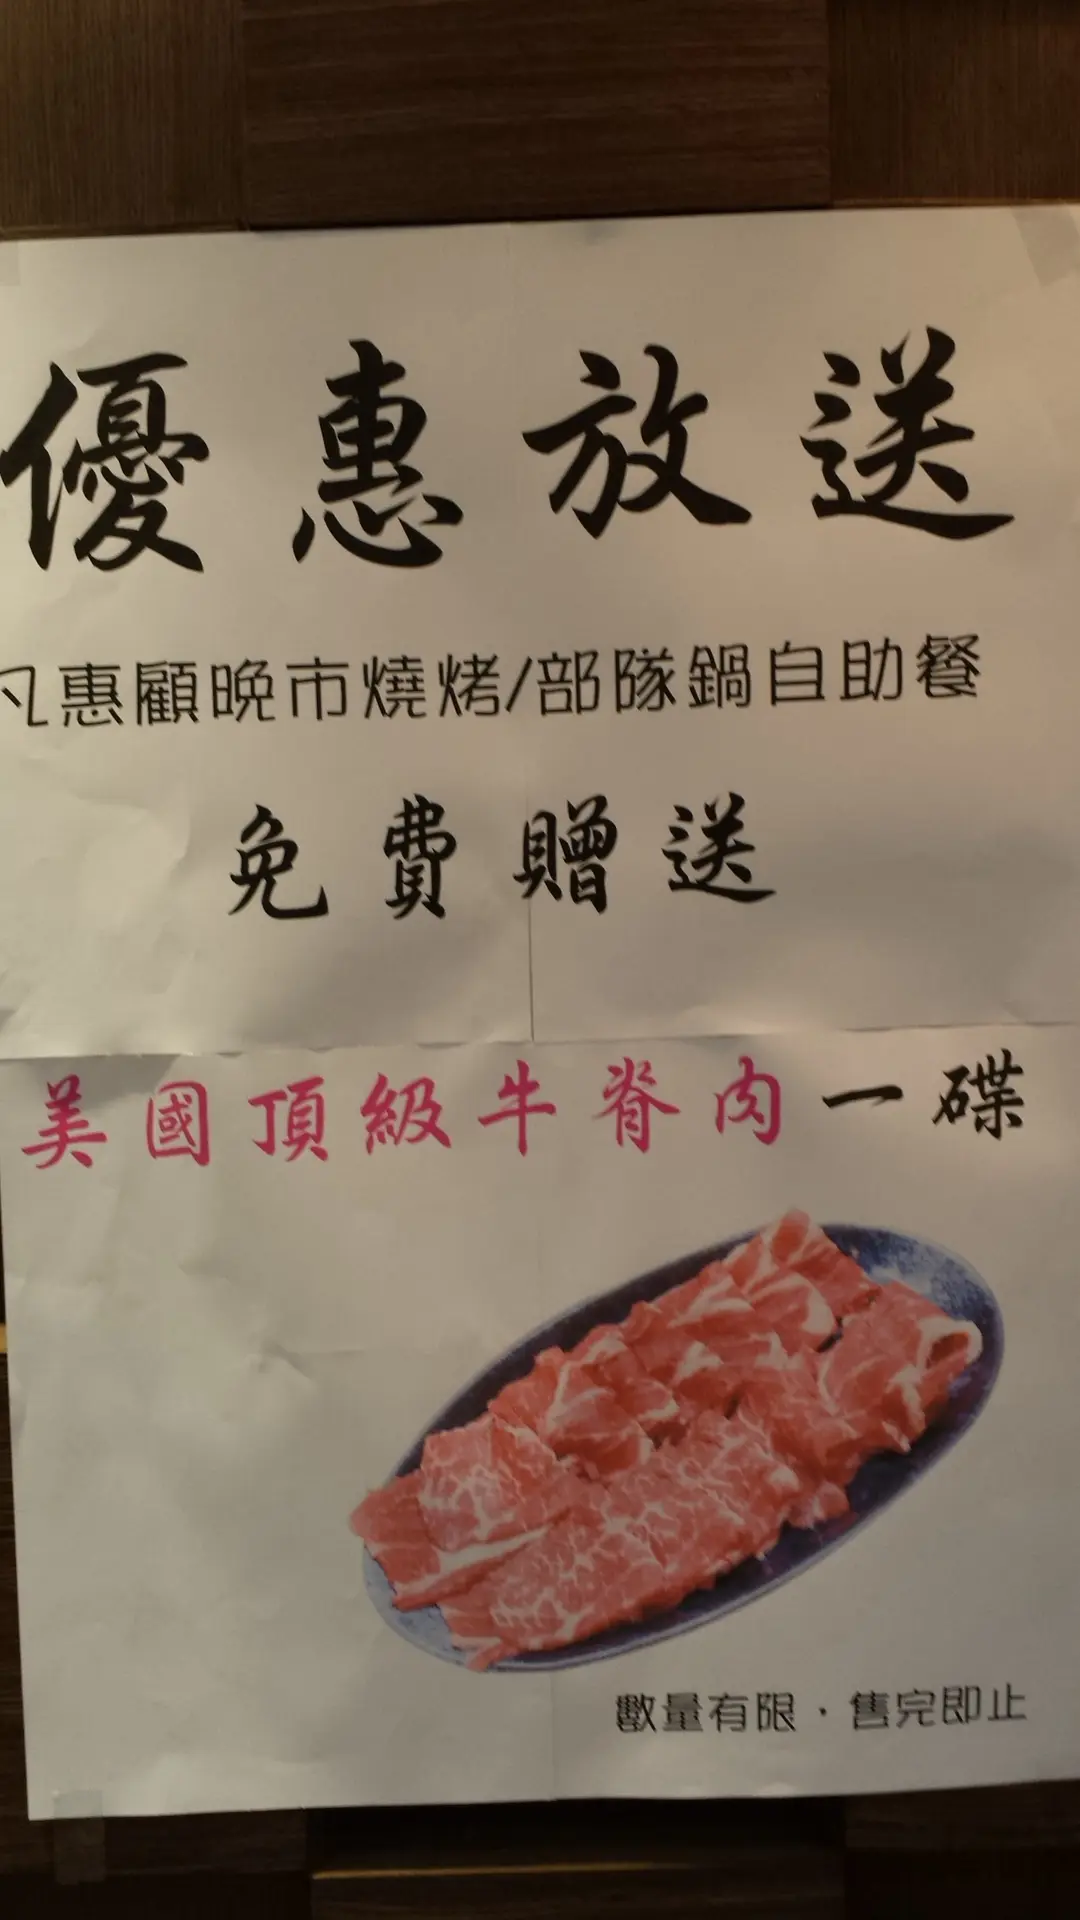 優惠放送
凡惠顧晚市燒烤/部隊鍋自助餐
免費贈送
美國頂級牛脊肉一碟
數量有限，售完即止